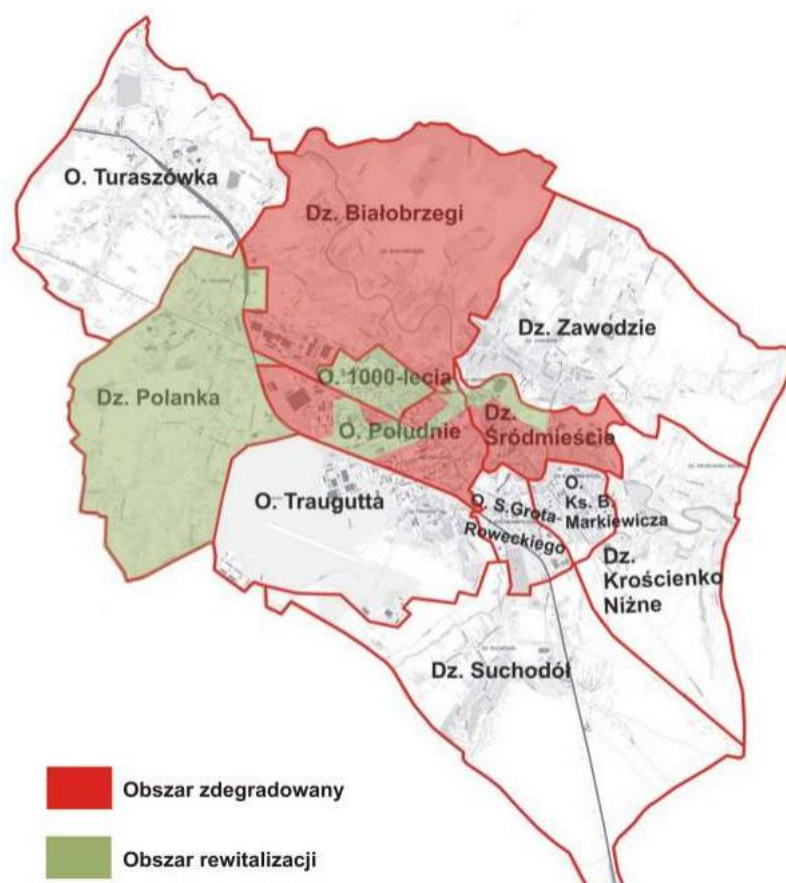 O. Turaszówka
Dz. Białobrzegi
Dz. Zawodzie
O. 1000-lecia
Dz. Polanka
Dz.
Śródmieście
O. Południe
O. Traugutta
O. S.Grota-
Roweckiego
O.
Ks. B.
Markiewicza
Dz.
Krościenko
Niżne
Dz. Suchodół
Obszar zdegradowany
Obszar rewitalizacji